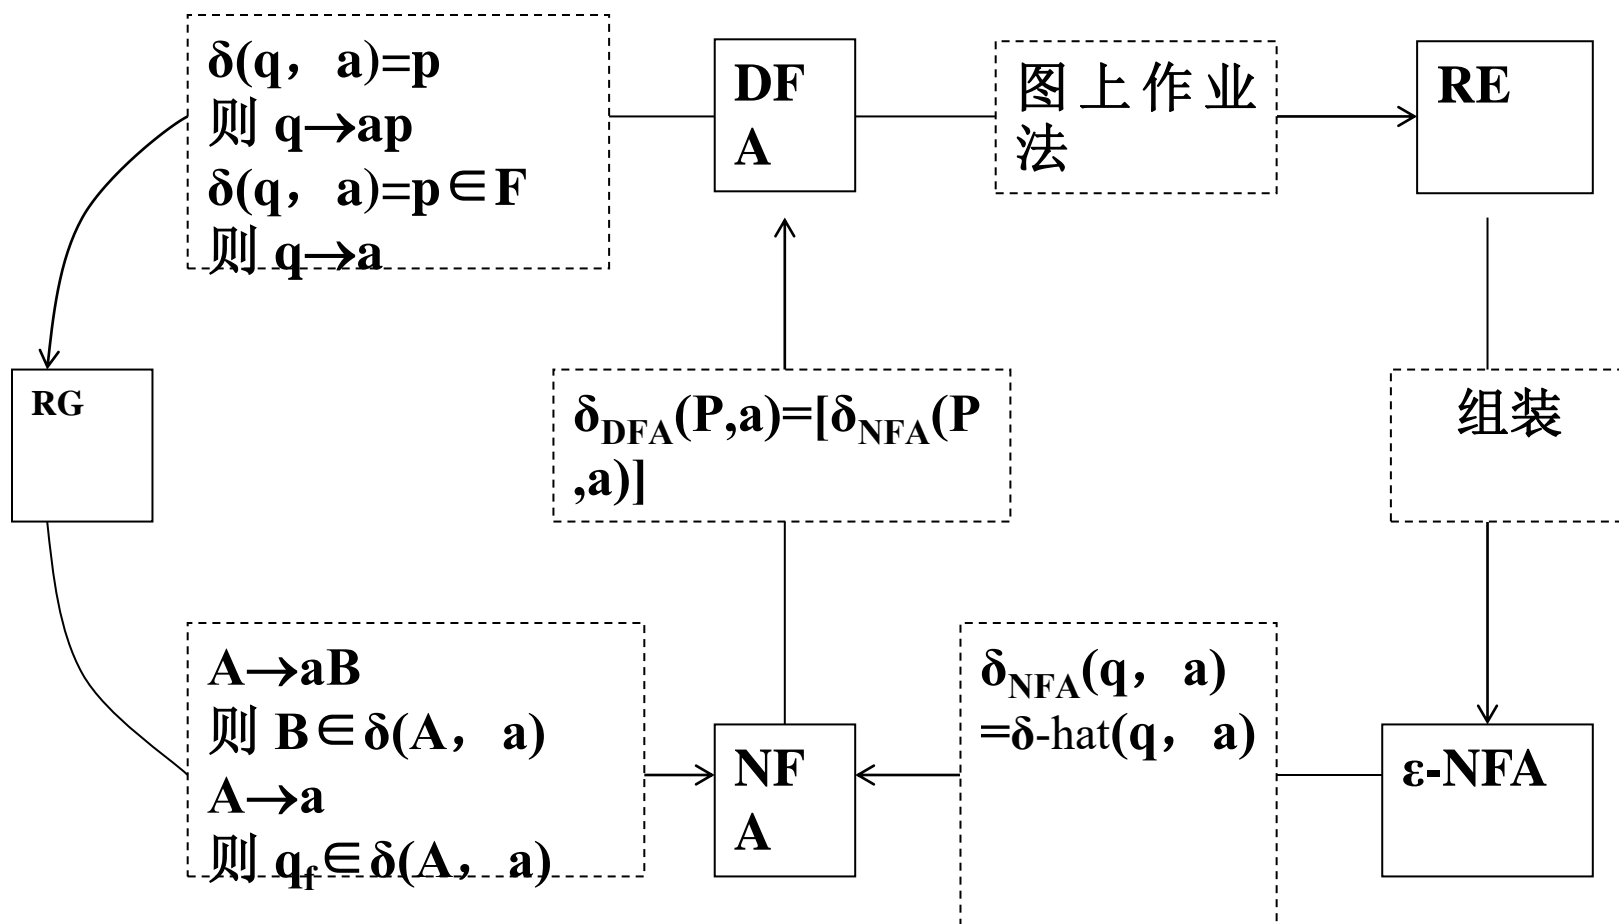 δ(q， a)=p
则 q→ap
δ(q， a)=p∈F
则 q→a
DF
A
图上作业
法
RE
RG
δDFA(P,a)=[δNFA(P
,a)]
组装
A→aB
则 B∈δ(A， a)
A→a
则 qf∈δ(A， a)
NF
A
δNFA(q， a)
=δ-hat(q， a)
ε-NFA